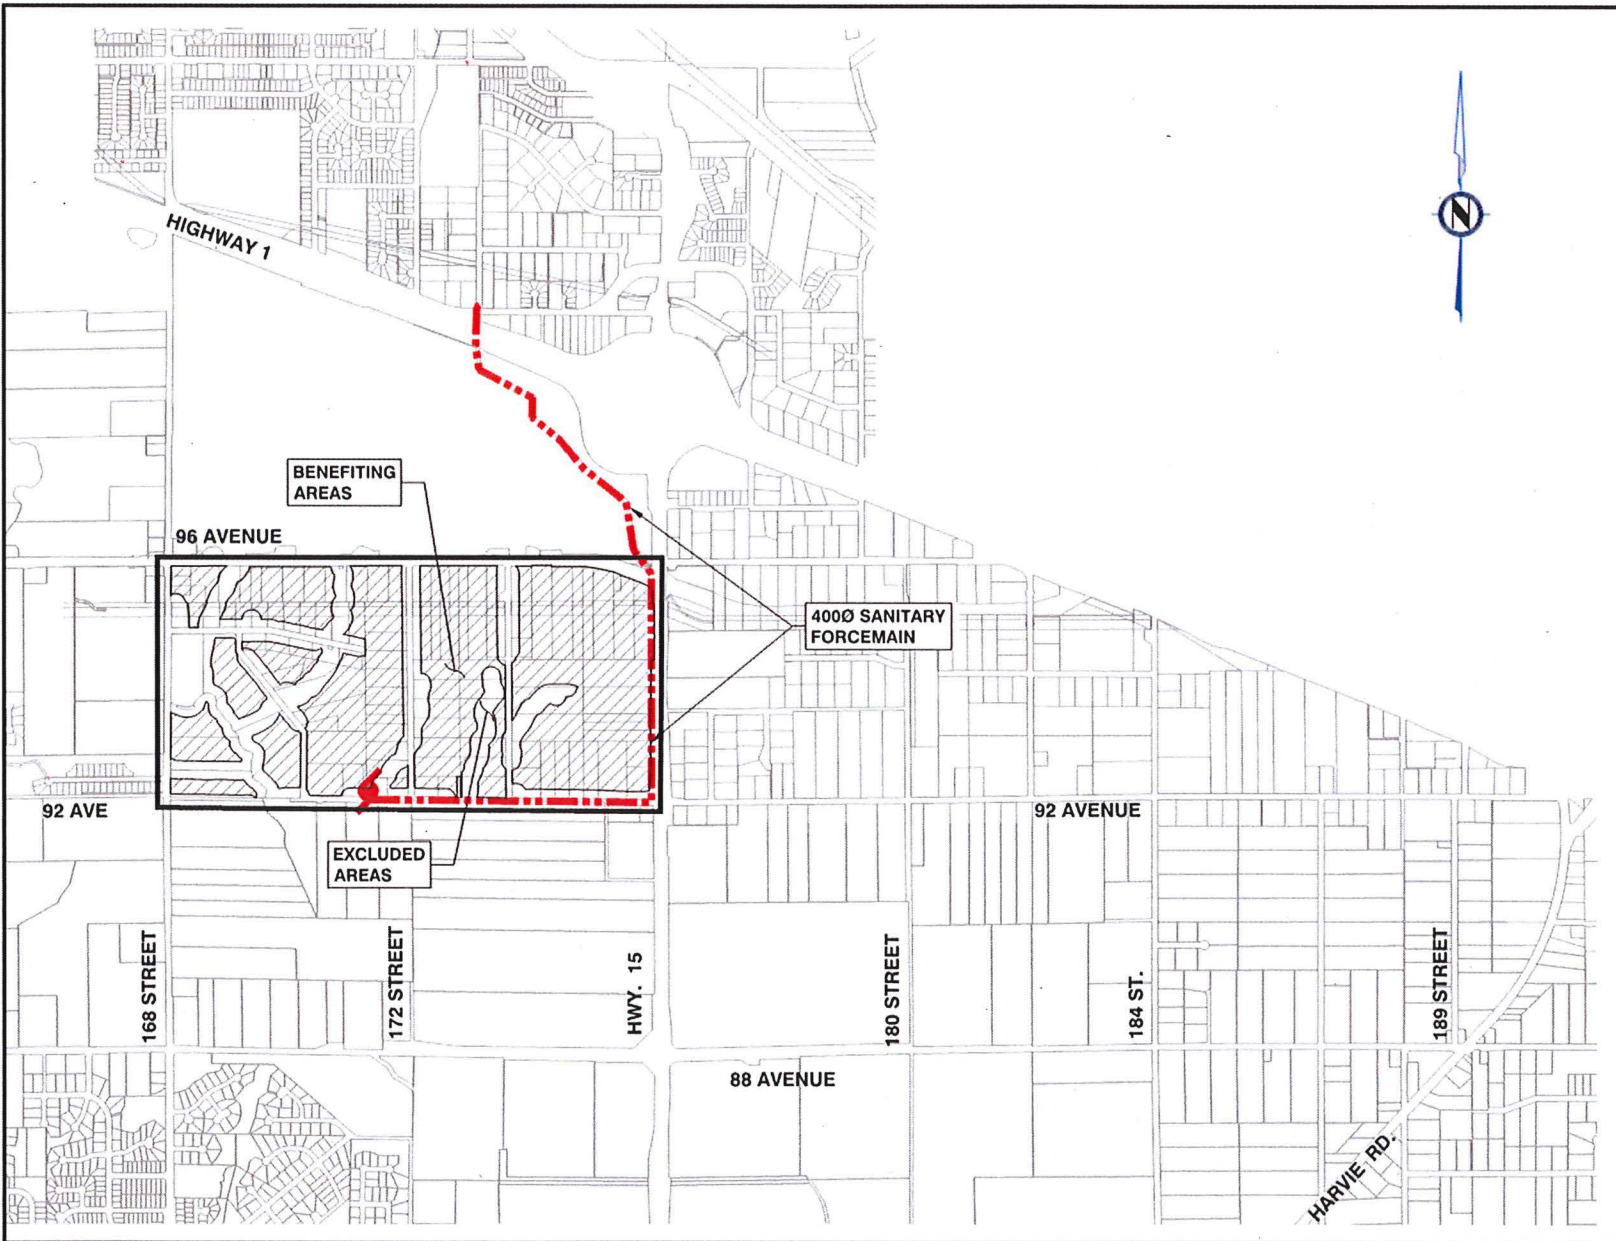 HIGHWAY 1
N
BENEFITING
AREAS
96 AVENUE
400Ø SANITARY
FORCEMAIN
92 AVE
92 AVENUE
EXCLUDED
AREAS
168 STREET
172 STREET
HWY. 15
180 STREET
184 ST.
189 STREET
88 AVENUE
HARVIE RD.